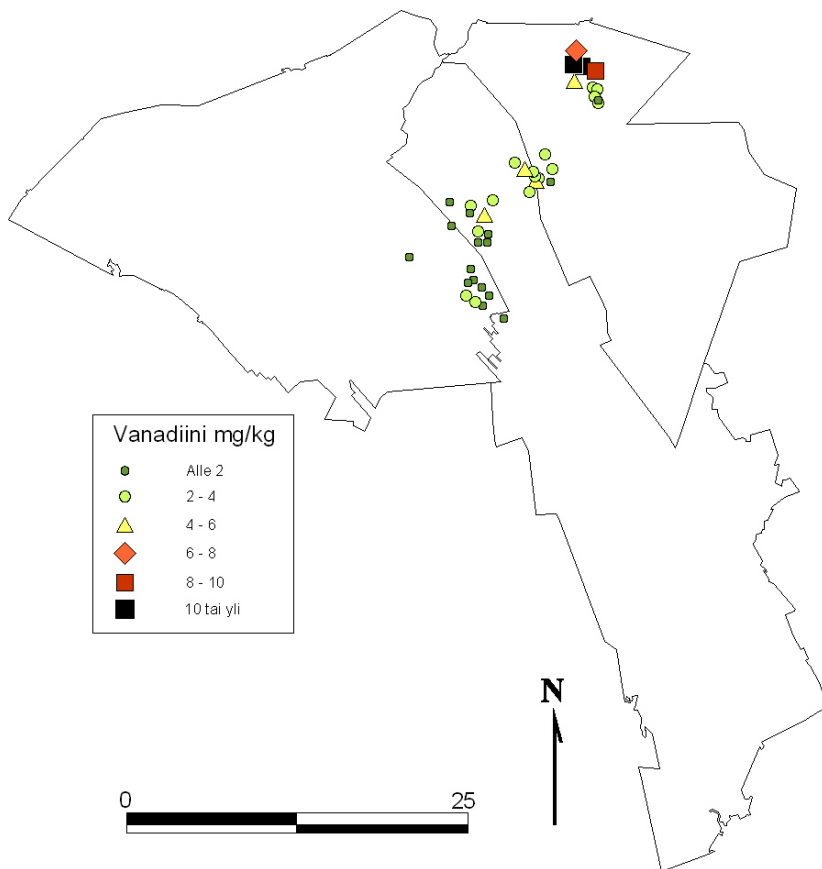 Vanadiini mg/kg
Alle 2
2 - 4
4 - 6
6 - 8
8 - 10
10 tai yli
N
0 25